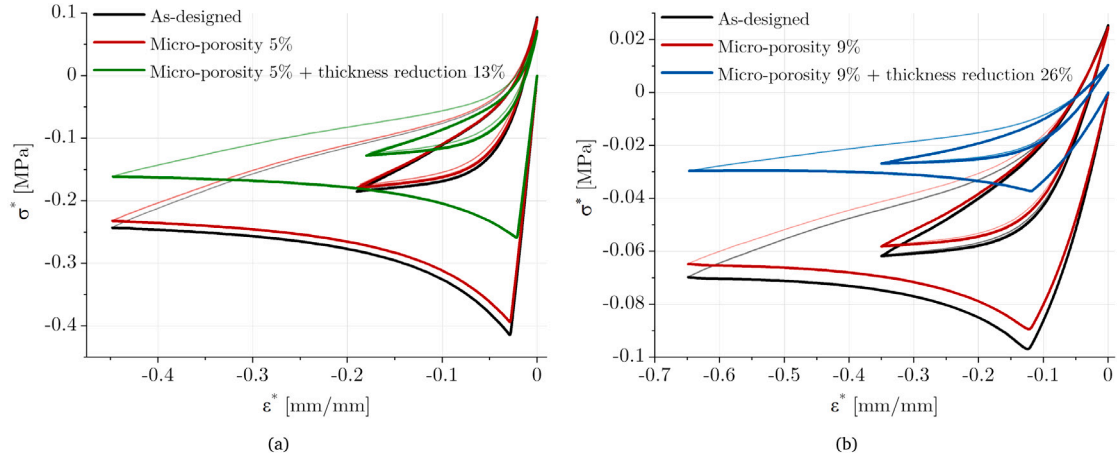 As-designed
Micro-porosity 5%
Micro-porosity 5% + thickness reduction 13%
0.1
0
-0.1
-0.2
-0.3
-0.4
σ* [MPa]
-0.4
-0.3
-0.2
-0.1
0
ε* [mm/mm]
(a)
As-designed
Micro-porosity 9%
Micro-porosity 9% + thickness reduction 26%
0.02
0
-0.02
-0.04
-0.06
-0.08
-0.1
σ* [MPa]
-0.7
-0.6
-0.5
-0.4
-0.3
-0.2
-0.1
0
ε* [mm/mm]
(b)